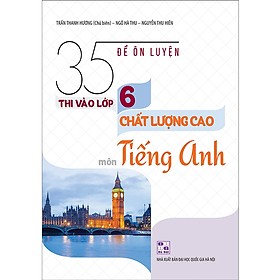 TRẦN THANH HƯƠNG (Chủ biên) – NGÔ HÀ THU – NGUYỄN THU HIỀN
35 ĐỀ ÔN LUYỆN
THI VÀO LỚP 6
CHẤT LƯỢNG CAO
môn Tiếng Anh
NHÀ XUẤT BẢN ĐẠI HỌC QUỐC GIA HÀ NỘI